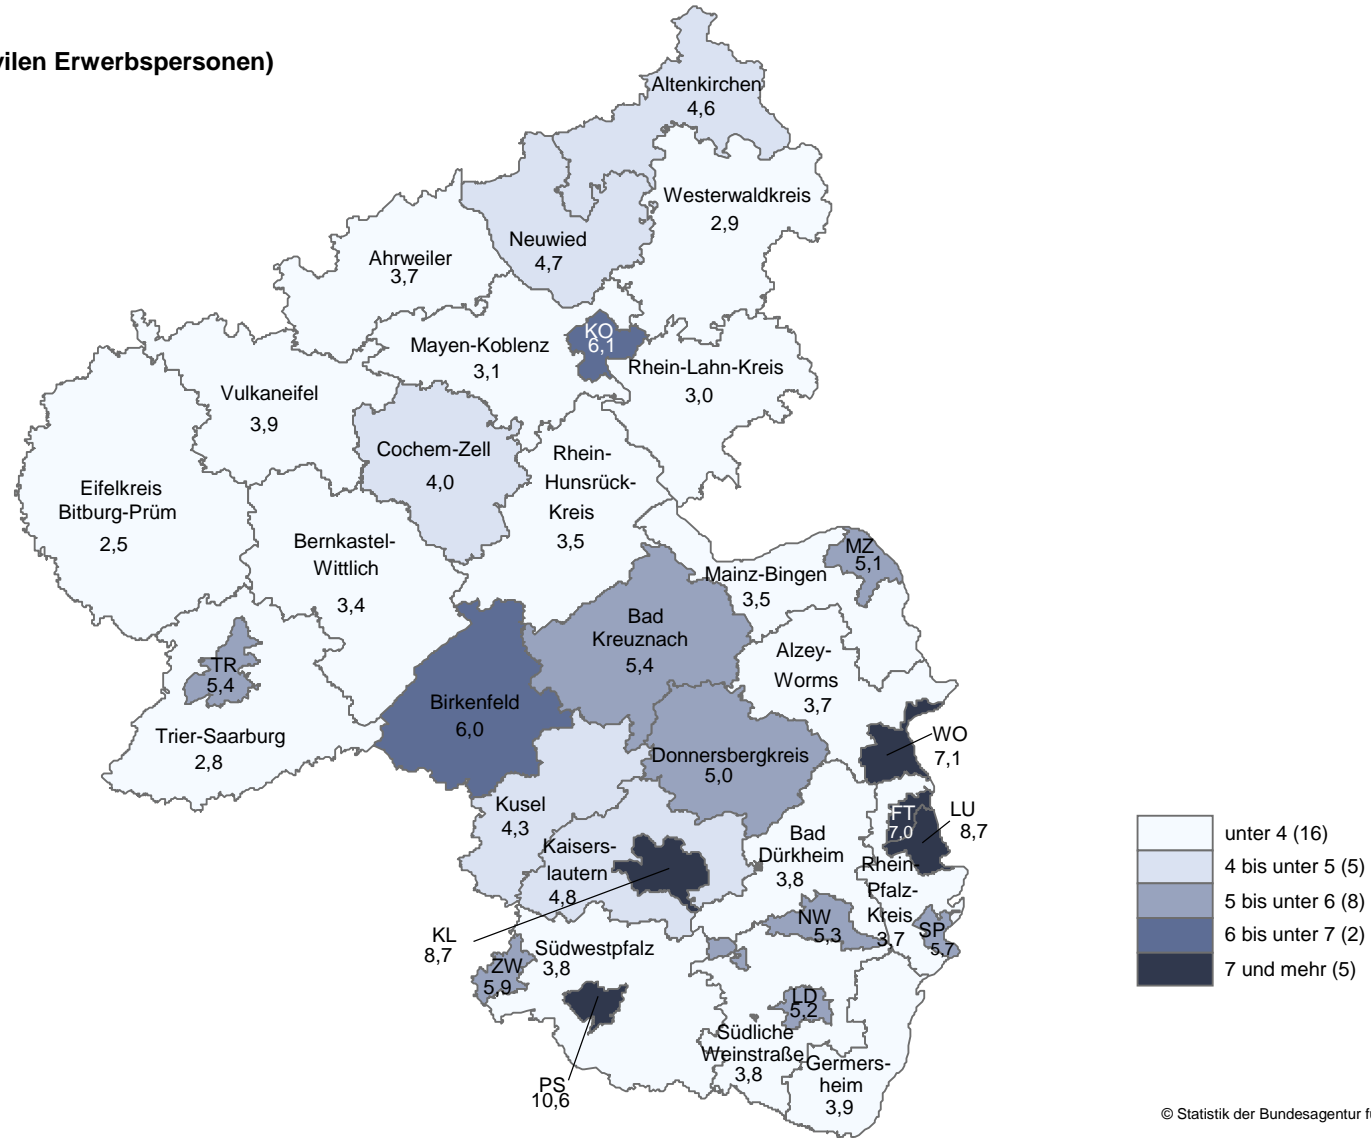 vilen Erwerbspersonen)
Altenkirchen
4,6
Westerwaldkreis
2,9
Neuwied
4,7
Ahrweiler
3,7
KO
6,1
Mayen-Koblenz
3,1
Rhein-Lahn-Kreis
3,0
Vulkaneifel
3,9
Cochem-Zell
4,0
Rhein-
Hunsrück-
Kreis
3,5
Eifelkreis
Bitburg-Prüm
2,5
Bernkastel-
Wittlich
3,4
MZ
5,1
Mainz-Bingen
3,5
Bad
Kreuznach
5,4
Alzey-
Worms
3,7
TR
5,4
Trier-Saarburg
2,8
Birkenfeld
6,0
Donnersbergkreis
5,0
WO
7,1
Kusel
4,3
FT
7,0
LU
8,7
Kaisers-
lautern
4,8
Bad
Dürkheim
3,8
Rhein-
Pfalz-
Kreis
3,7
KL
8,7
NW
5,3
SP
5,7
Südwestpfalz
3,8
ZW
5,9
LD
5,2
Südliche
Weinstraße
3,8
Germers-
heim
3,9
PS
10,6
unter 4 (16)
4 bis unter 5 (5)
5 bis unter 6 (8)
6 bis unter 7 (2)
7 und mehr (5)
© Statistik der Bundesagentur fü